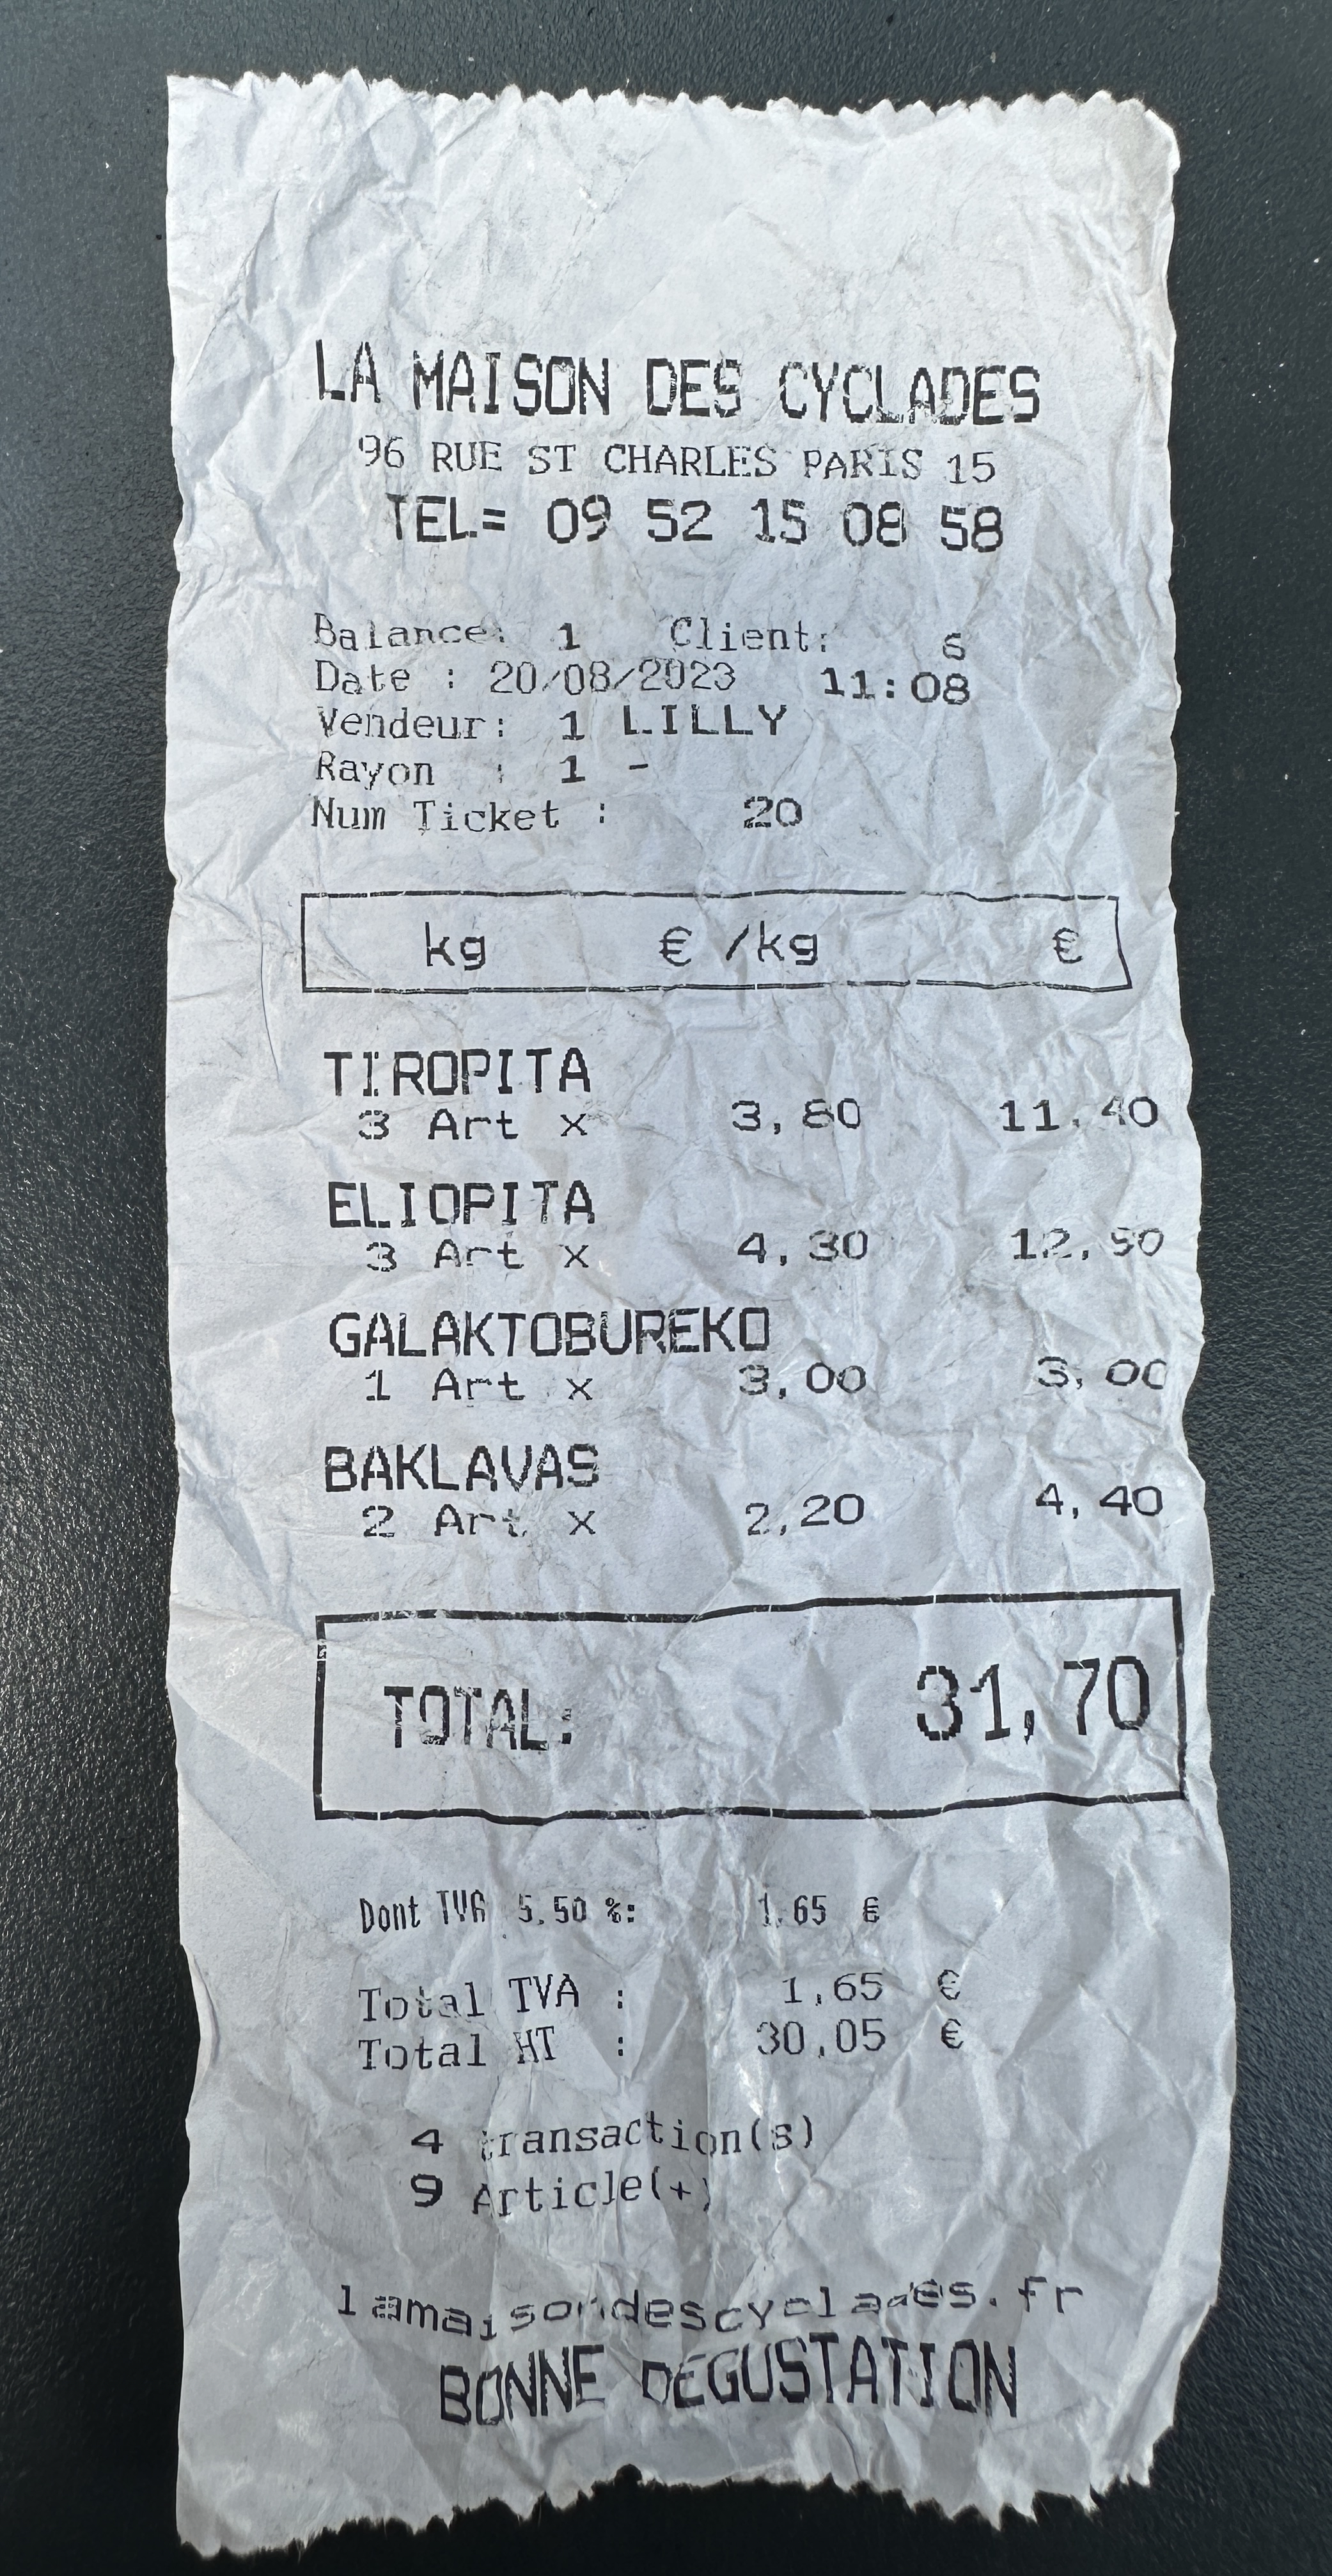 LA MAISON DES CYCLADES
96 RUE ST CHARLES PARIS 15
TEL= 09 52 15 08 58
Balance: 1 Client: 6
Date : 20/08/2023 11:08
Vendeur: 1 LILLY
Rayon : 1 -
Num Ticket : 20
kg € /kg €
TIROPITA
3 Art x 3,80 11,40
ELIOPITA
3 Art x 4,30 12,90
GALAKTOBUREKO
1 Art x 3,00 3,00
BAKLAVAS
2 Art x 2,20 4,40
TOTAL: 31,70
Dont TVA 5,50 %: 1,65 €
Total TVA : 1,65 €
Total HT : 30,05 €
4 transaction(s)
9 Article(+)
lamaisondescyclades.fr
BONNE DEGUSTATION